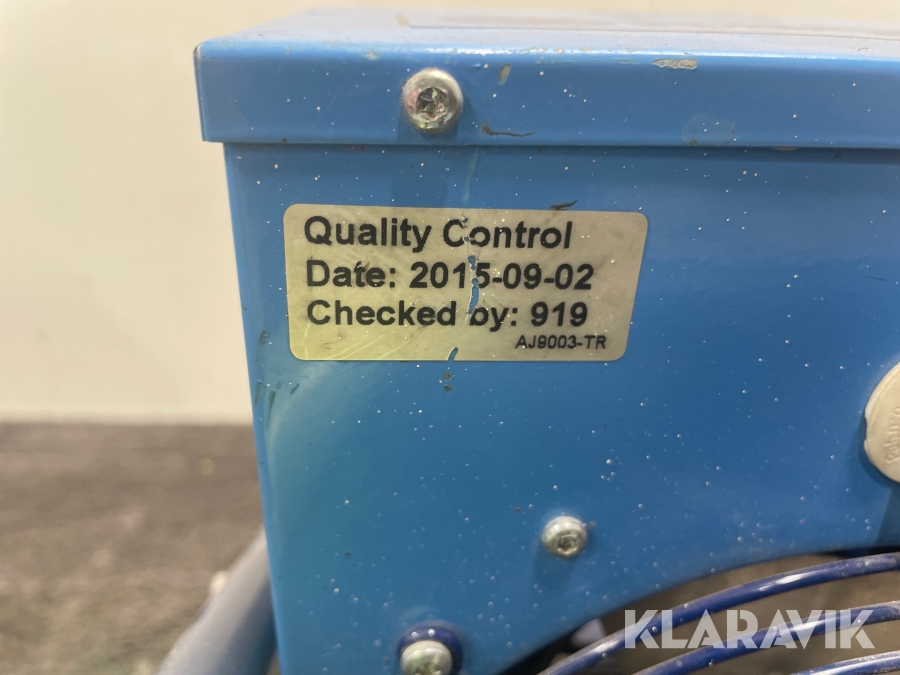 Quality Control
Date: 2015-09-02
Checked by: 919
AJ9003-TR
KLARAVIK